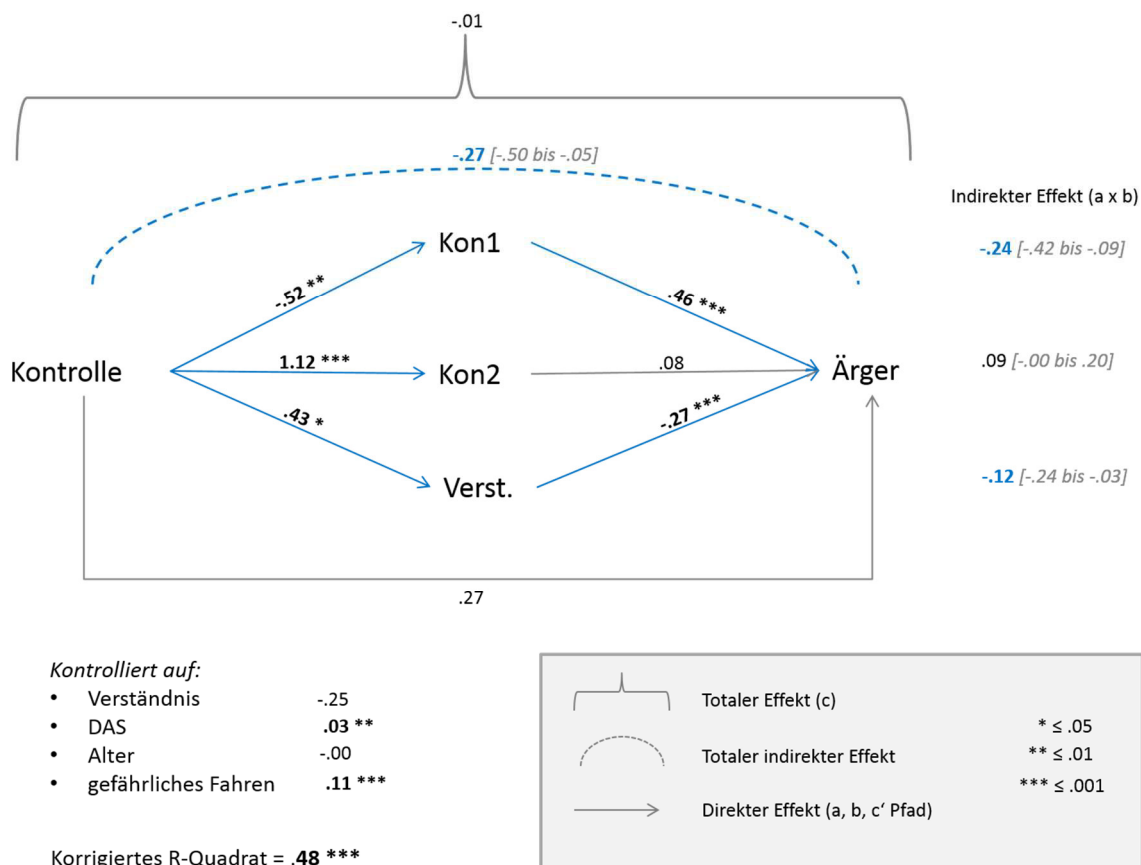 -.01
-.27 [-.50 bis -.05]
Indirekter Effekt (a x b)
Kon1
-.24 [-.42 bis -.09]
-.52 **
.46 ***
Kontrolle
1.12 ***
Kon2
.08
Ärger
.09 [-.00 bis .20]
.43 *
-.27 ***
Verst.
-.12 [-.24 bis -.03]
.27
Kontrolliert auf:
• Verständnis -.25
• DAS .03 **
• Alter -.00
• gefährliches Fahren .11 ***
Korrigiertes R-Quadrat = .48 ***
Totaler Effekt (c)
* ≤ .05
Totaler indirekter Effekt
** ≤ .01
*** ≤ .001
Direkter Effekt (a, b, c‘ Pfad)